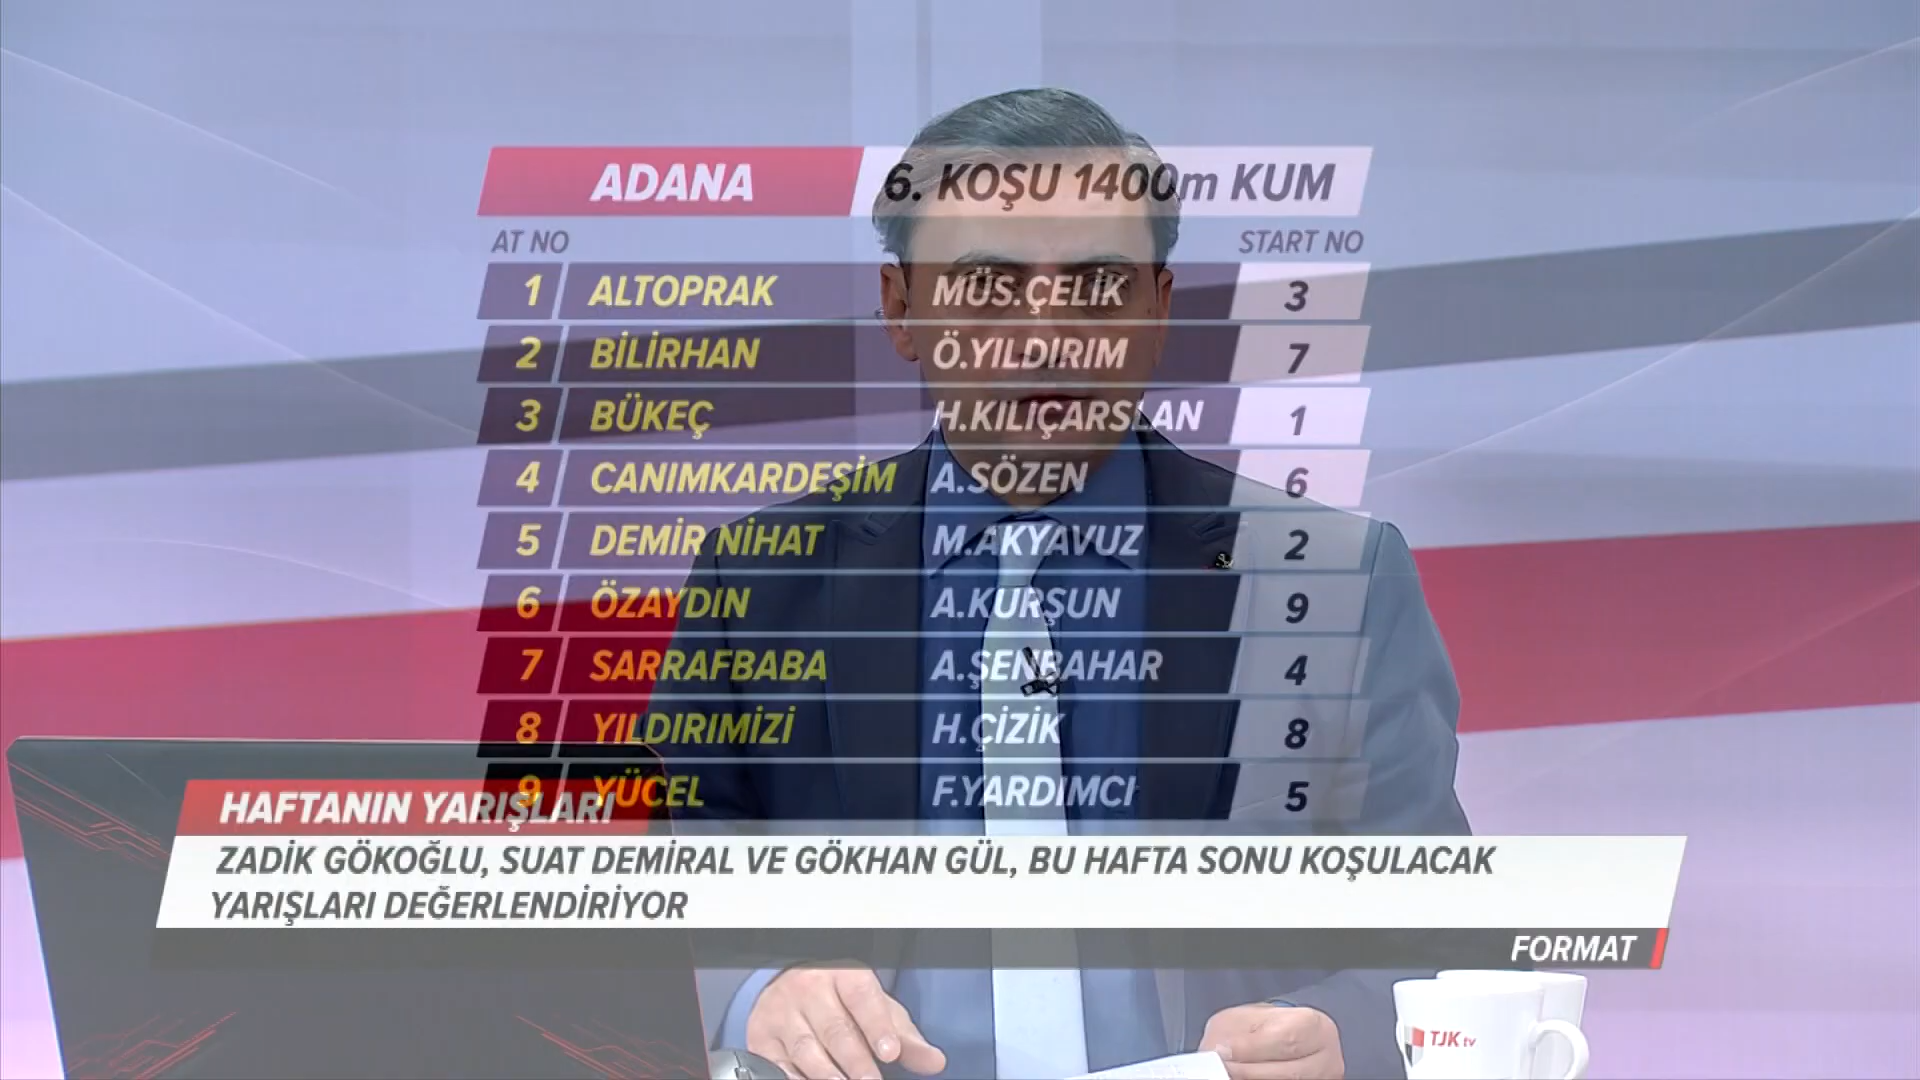 ADANA 6. KOŞU 1400m KUM
AT NO START NO
1 ALTOPRAK MÜS.ÇELİK 3
2 BİLİRHAN Ö.YILDIRIM 7
3 BÜKEÇ H.KILIÇARSLAN 1
4 CANIMKARDEŞİM A.SÖZEN 6
5 DEMİR NİHAT M.AKYAVUZ 2
6 ÖZAYDIN A.KURŞUN 9
7 SARRAFBABA A.ŞENBAHAR 4
8 YILDIRIMİZİ H.ÇİZİK 8
9 YÜCEL F.YARDIMCI 5
HAFTANIN YARIŞLARI
ZADİK GÖKOĞLU, SUAT DEMİRAL VE GÖKHAN GÜL, BU HAFTA SONU KOŞULACAK
YARIŞLARI DEĞERLENDİRİYOR
FORMAT
TJK tv